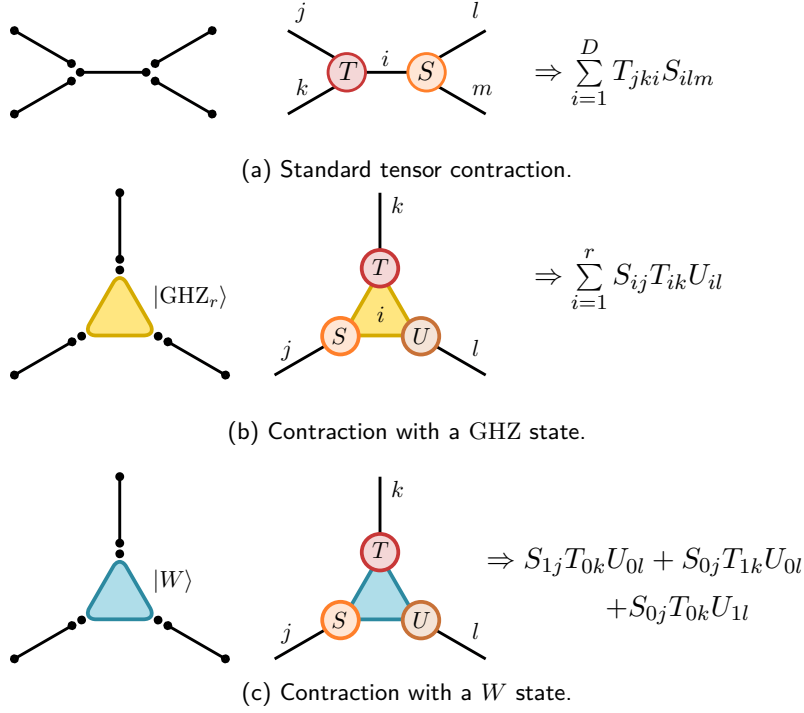 j l
T i S
k m
⇒ \sum_{i=1}^{D} T_{jki} S_{ilm}
(a) Standard tensor contraction.
k
|GHZ_r⟩ T
⇒ \sum_{i=1}^{r} S_{ij} T_{ik} U_{il}
i
S U
j l
(b) Contraction with a GHZ state.
k
|W⟩ T
⇒ S_{1j} T_{0k} U_{0l} + S_{0j} T_{1k} U_{0l}
+S_{0j} T_{0k} U_{1l}
S U
j l
(c) Contraction with a W state.